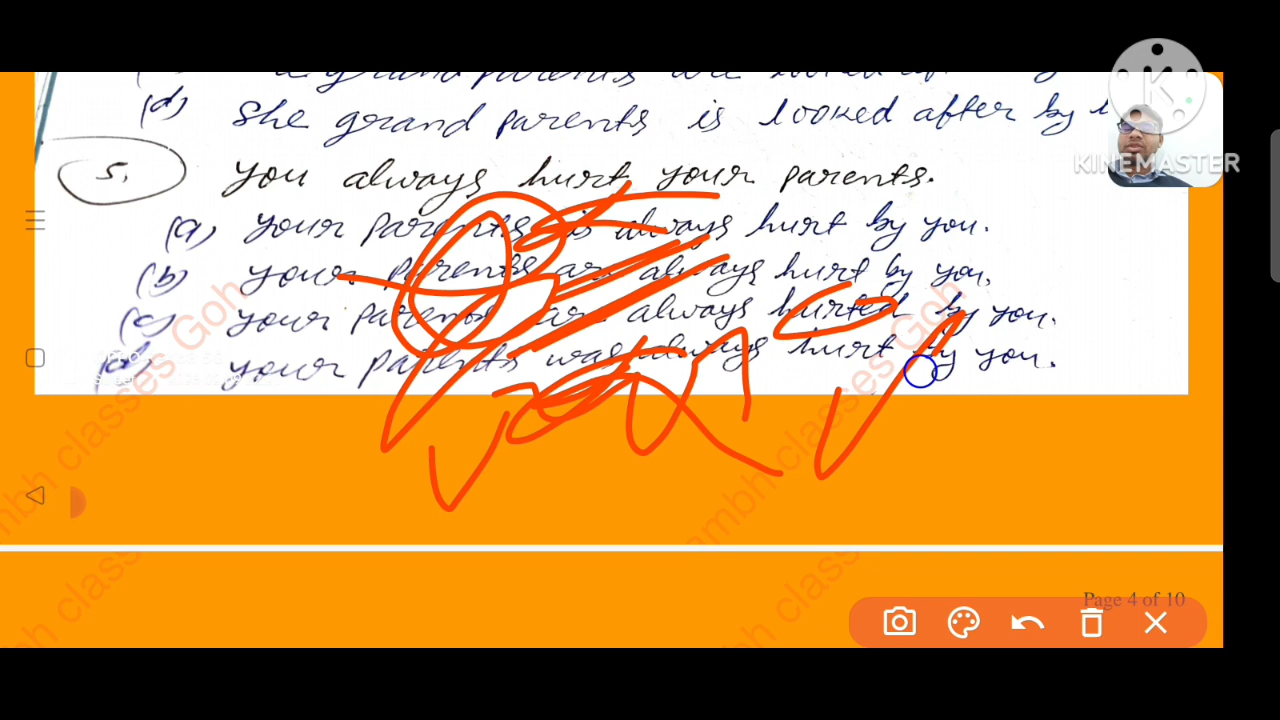 (d) She grand parents is looked after by
5. You always hurt your parents.
(a) Your parents is always hurt by you.
(b) Your parents are always hurt by you.
(c) Your parents are always hurted by you.
(d) Your parents was always hurt by you.
KINEMASTER
Page 4 of 10